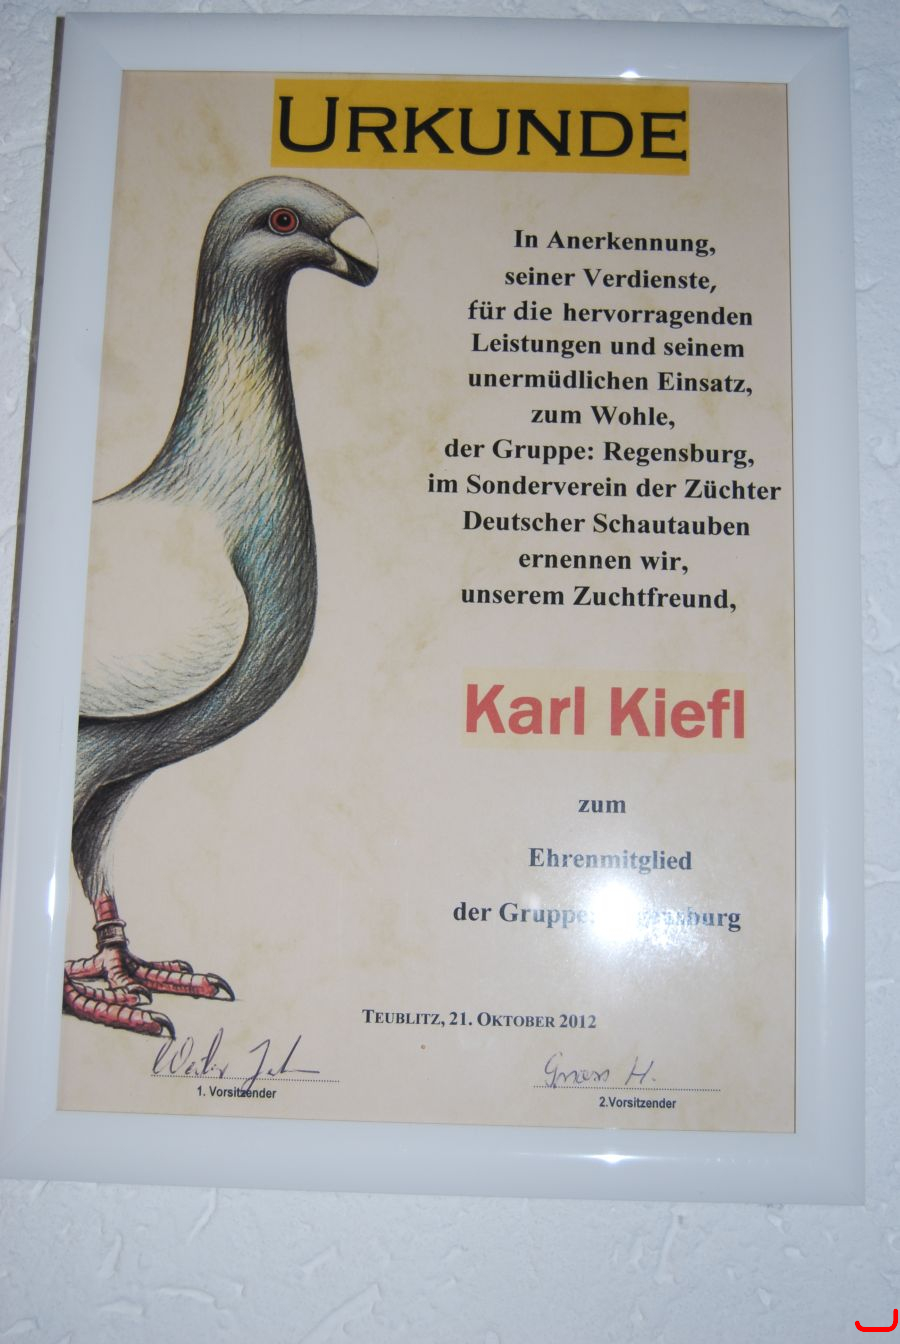 URKUNDE
In Anerkennung,
seiner Verdienste,
für die hervorragenden
Leistungen und seinem
unermüdlichen Einsatz,
zum Wohle,
der Gruppe: Regensburg,
im Sonderverein der Züchter
Deutscher Schautauben
ernennen wir,
unserem Zuchtfreund,
Karl Kiefl
zum
Ehrenmitglied
der Gruppe: Regensburg
TEUBLITZ, 21. OKTOBER 2012
1. Vorsitzender
2.Vorsitzender